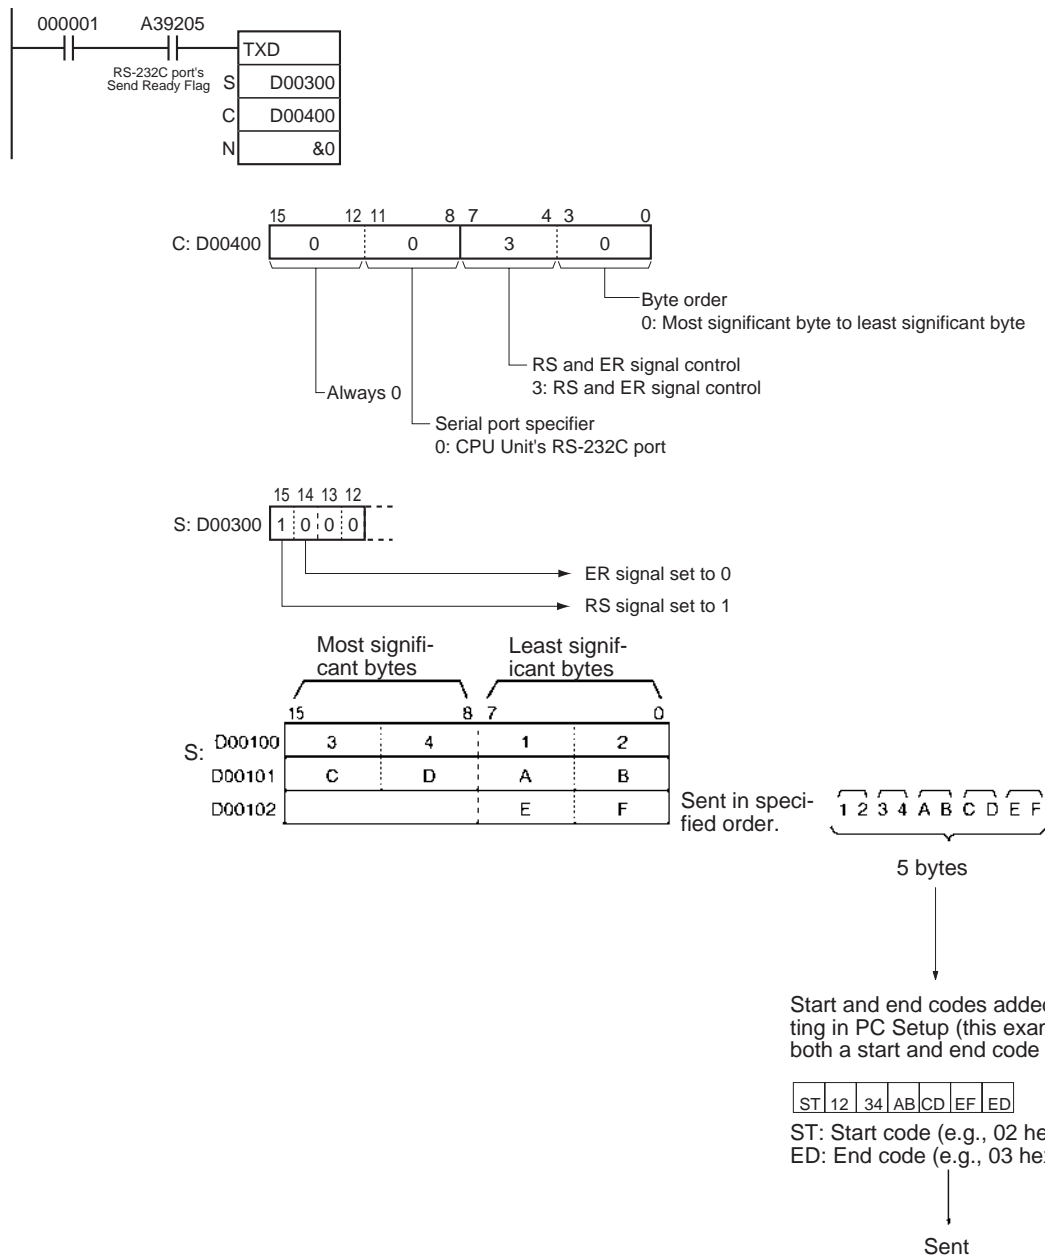 000001 A39205
TXD
RS-232C port's
Send Ready Flag
S D00300
C D00400
N &0
15 12 11 8 7 4 3 0
C: D00400 0 0 3 0
Byte order
0: Most significant byte to least significant byte
RS and ER signal control
3: RS and ER signal control
Always 0
Serial port specifier
0: CPU Unit's RS-232C port
15 14 13 12
S: D00300 1 0 0 0
ER signal set to 0
RS signal set to 1
Most signifi-
cant bytes
Least signif-
icant bytes
15 8 7 0
S: D00100 3 4 1 2
D00101 C D A B
D00102 E F
Sent in speci-
fied order.
1 2 3 4 A B C D E F
5 bytes
Start and end codes added
ting in PC Setup (this exam
both a start and end code
ST 12 34 AB CD EF ED
ST: Start code (e.g., 02 he
ED: End code (e.g., 03 he
Sent